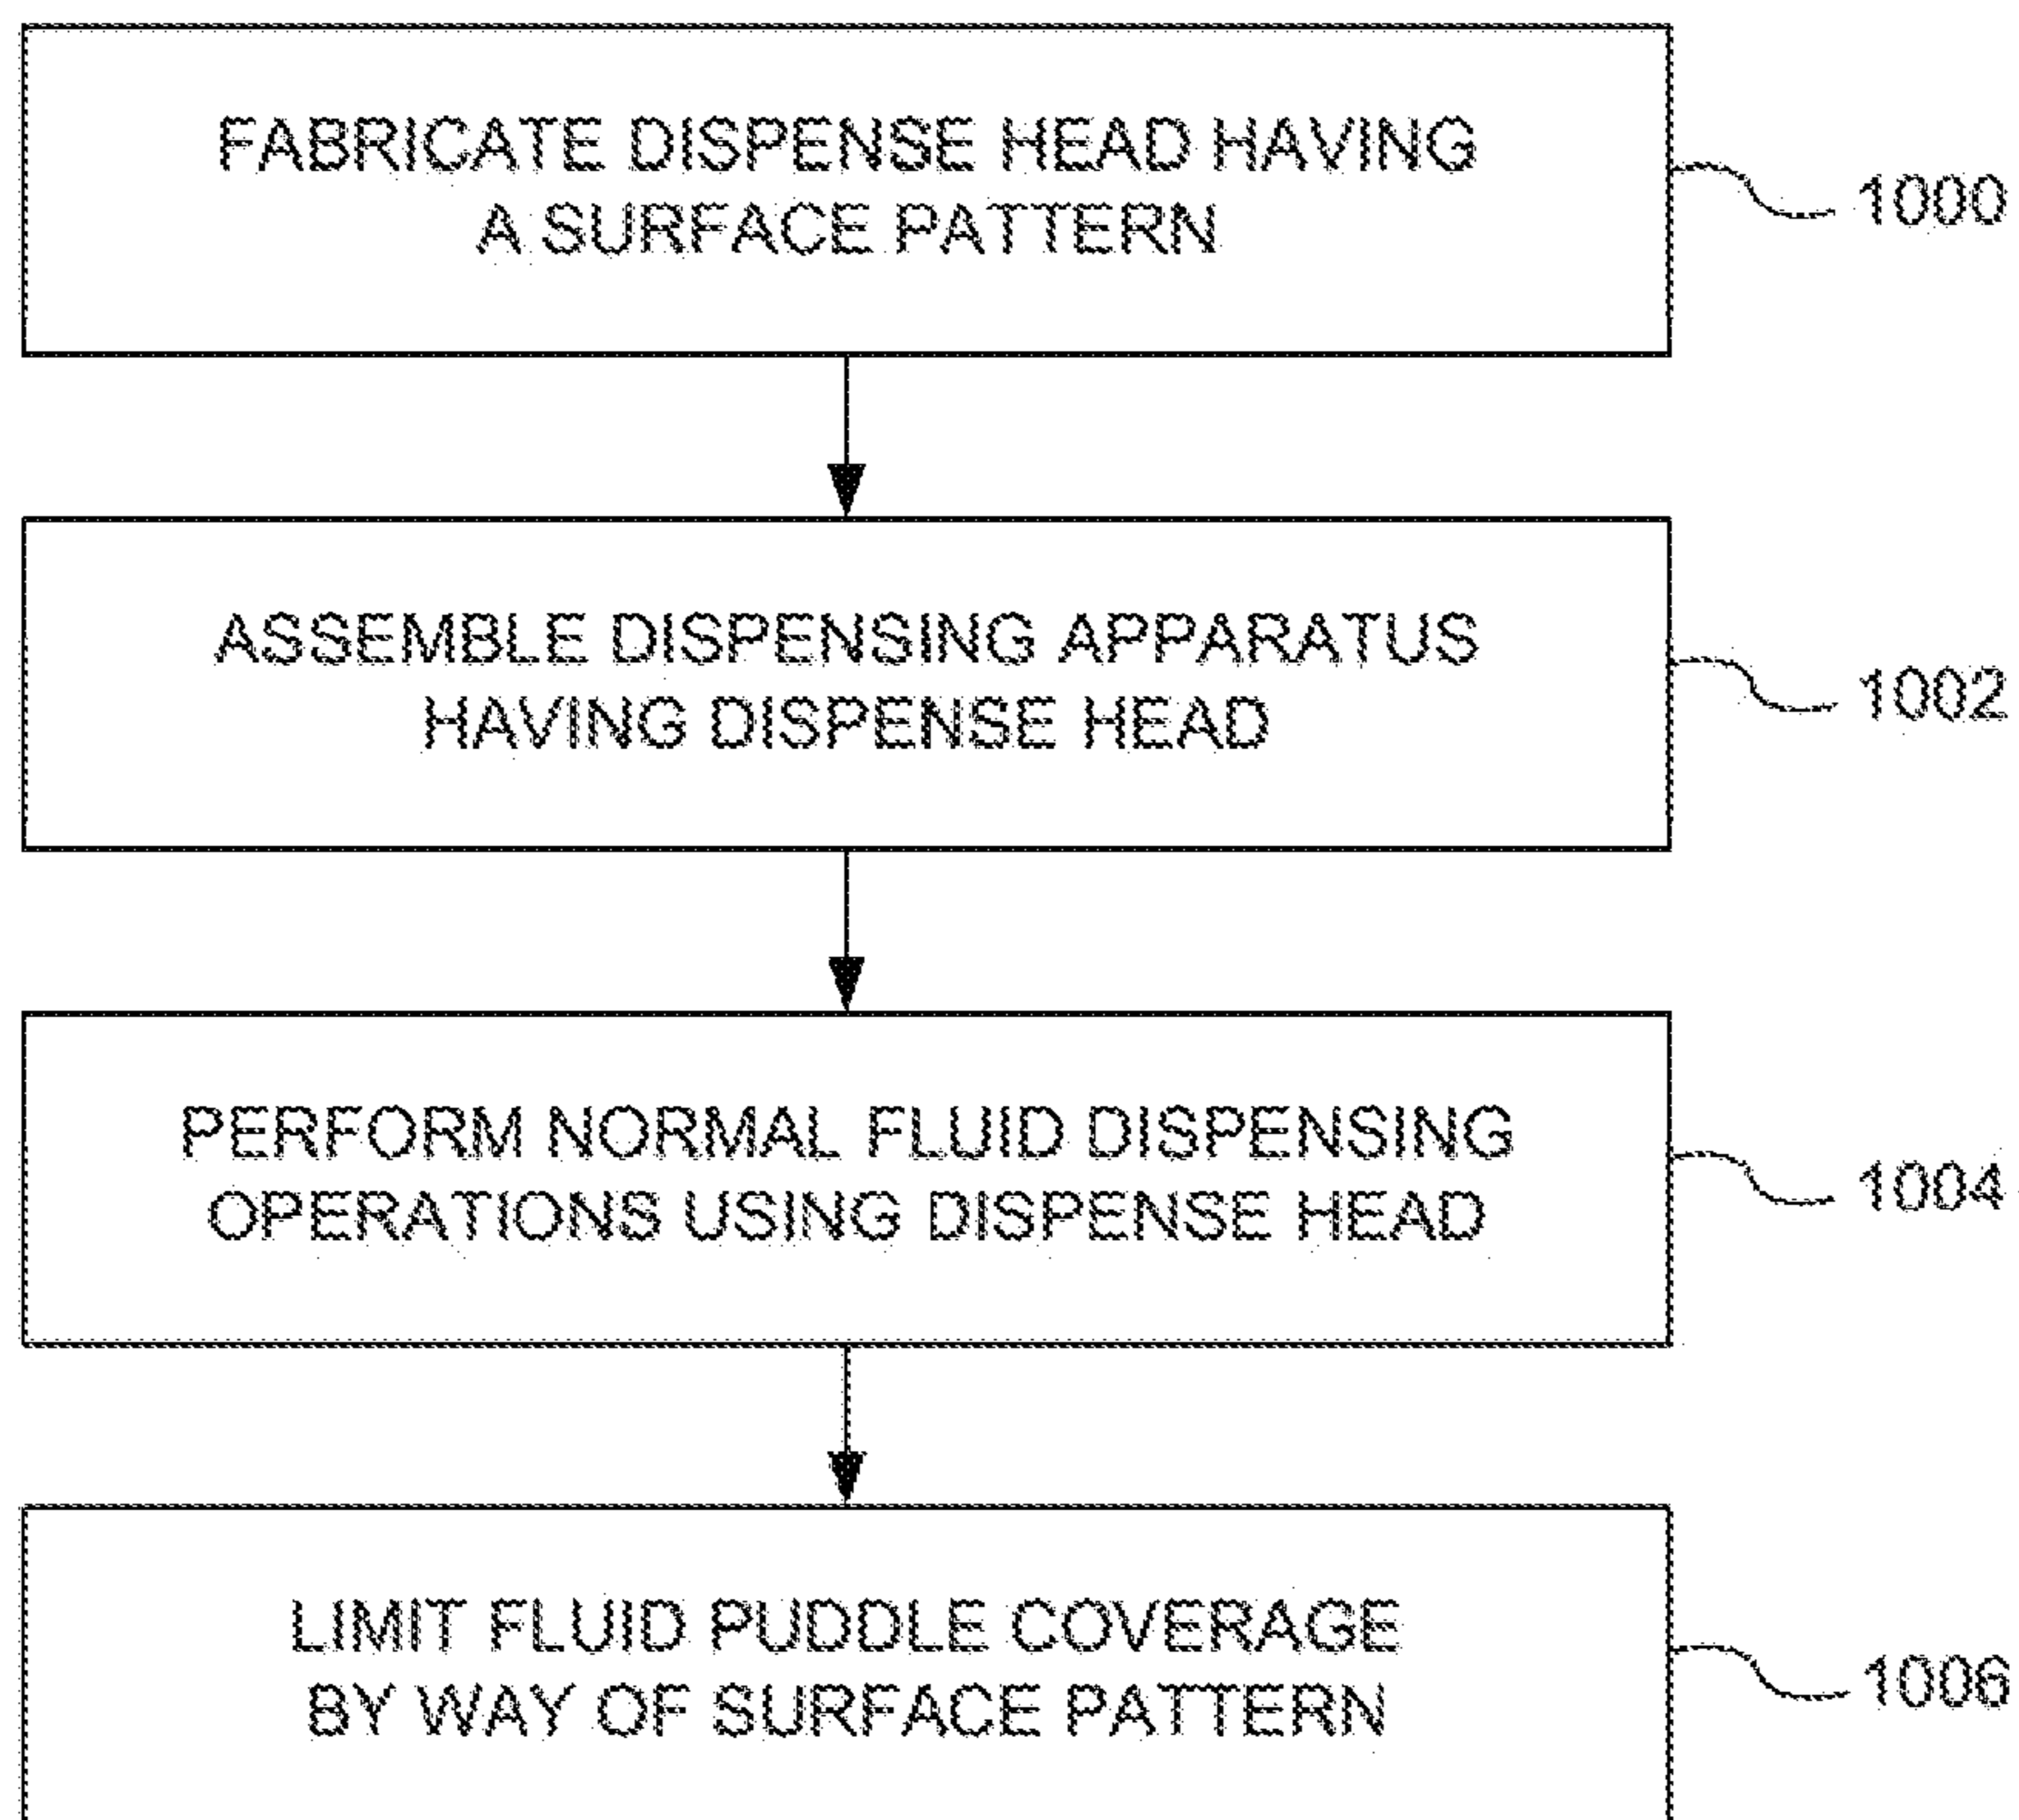 FABRICATE DISPENSE HEAD HAVING
A SURFACE PATTERN
1000
ASSEMBLE DISPENSING APPARATUS
HAVING DISPENSE HEAD
1002
PERFORM NORMAL FLUID DISPENSING
OPERATIONS USING DISPENSE HEAD
1004
LIMIT FLUID PUDDLE COVERAGE
BY WAY OF SURFACE PATTERN
1006